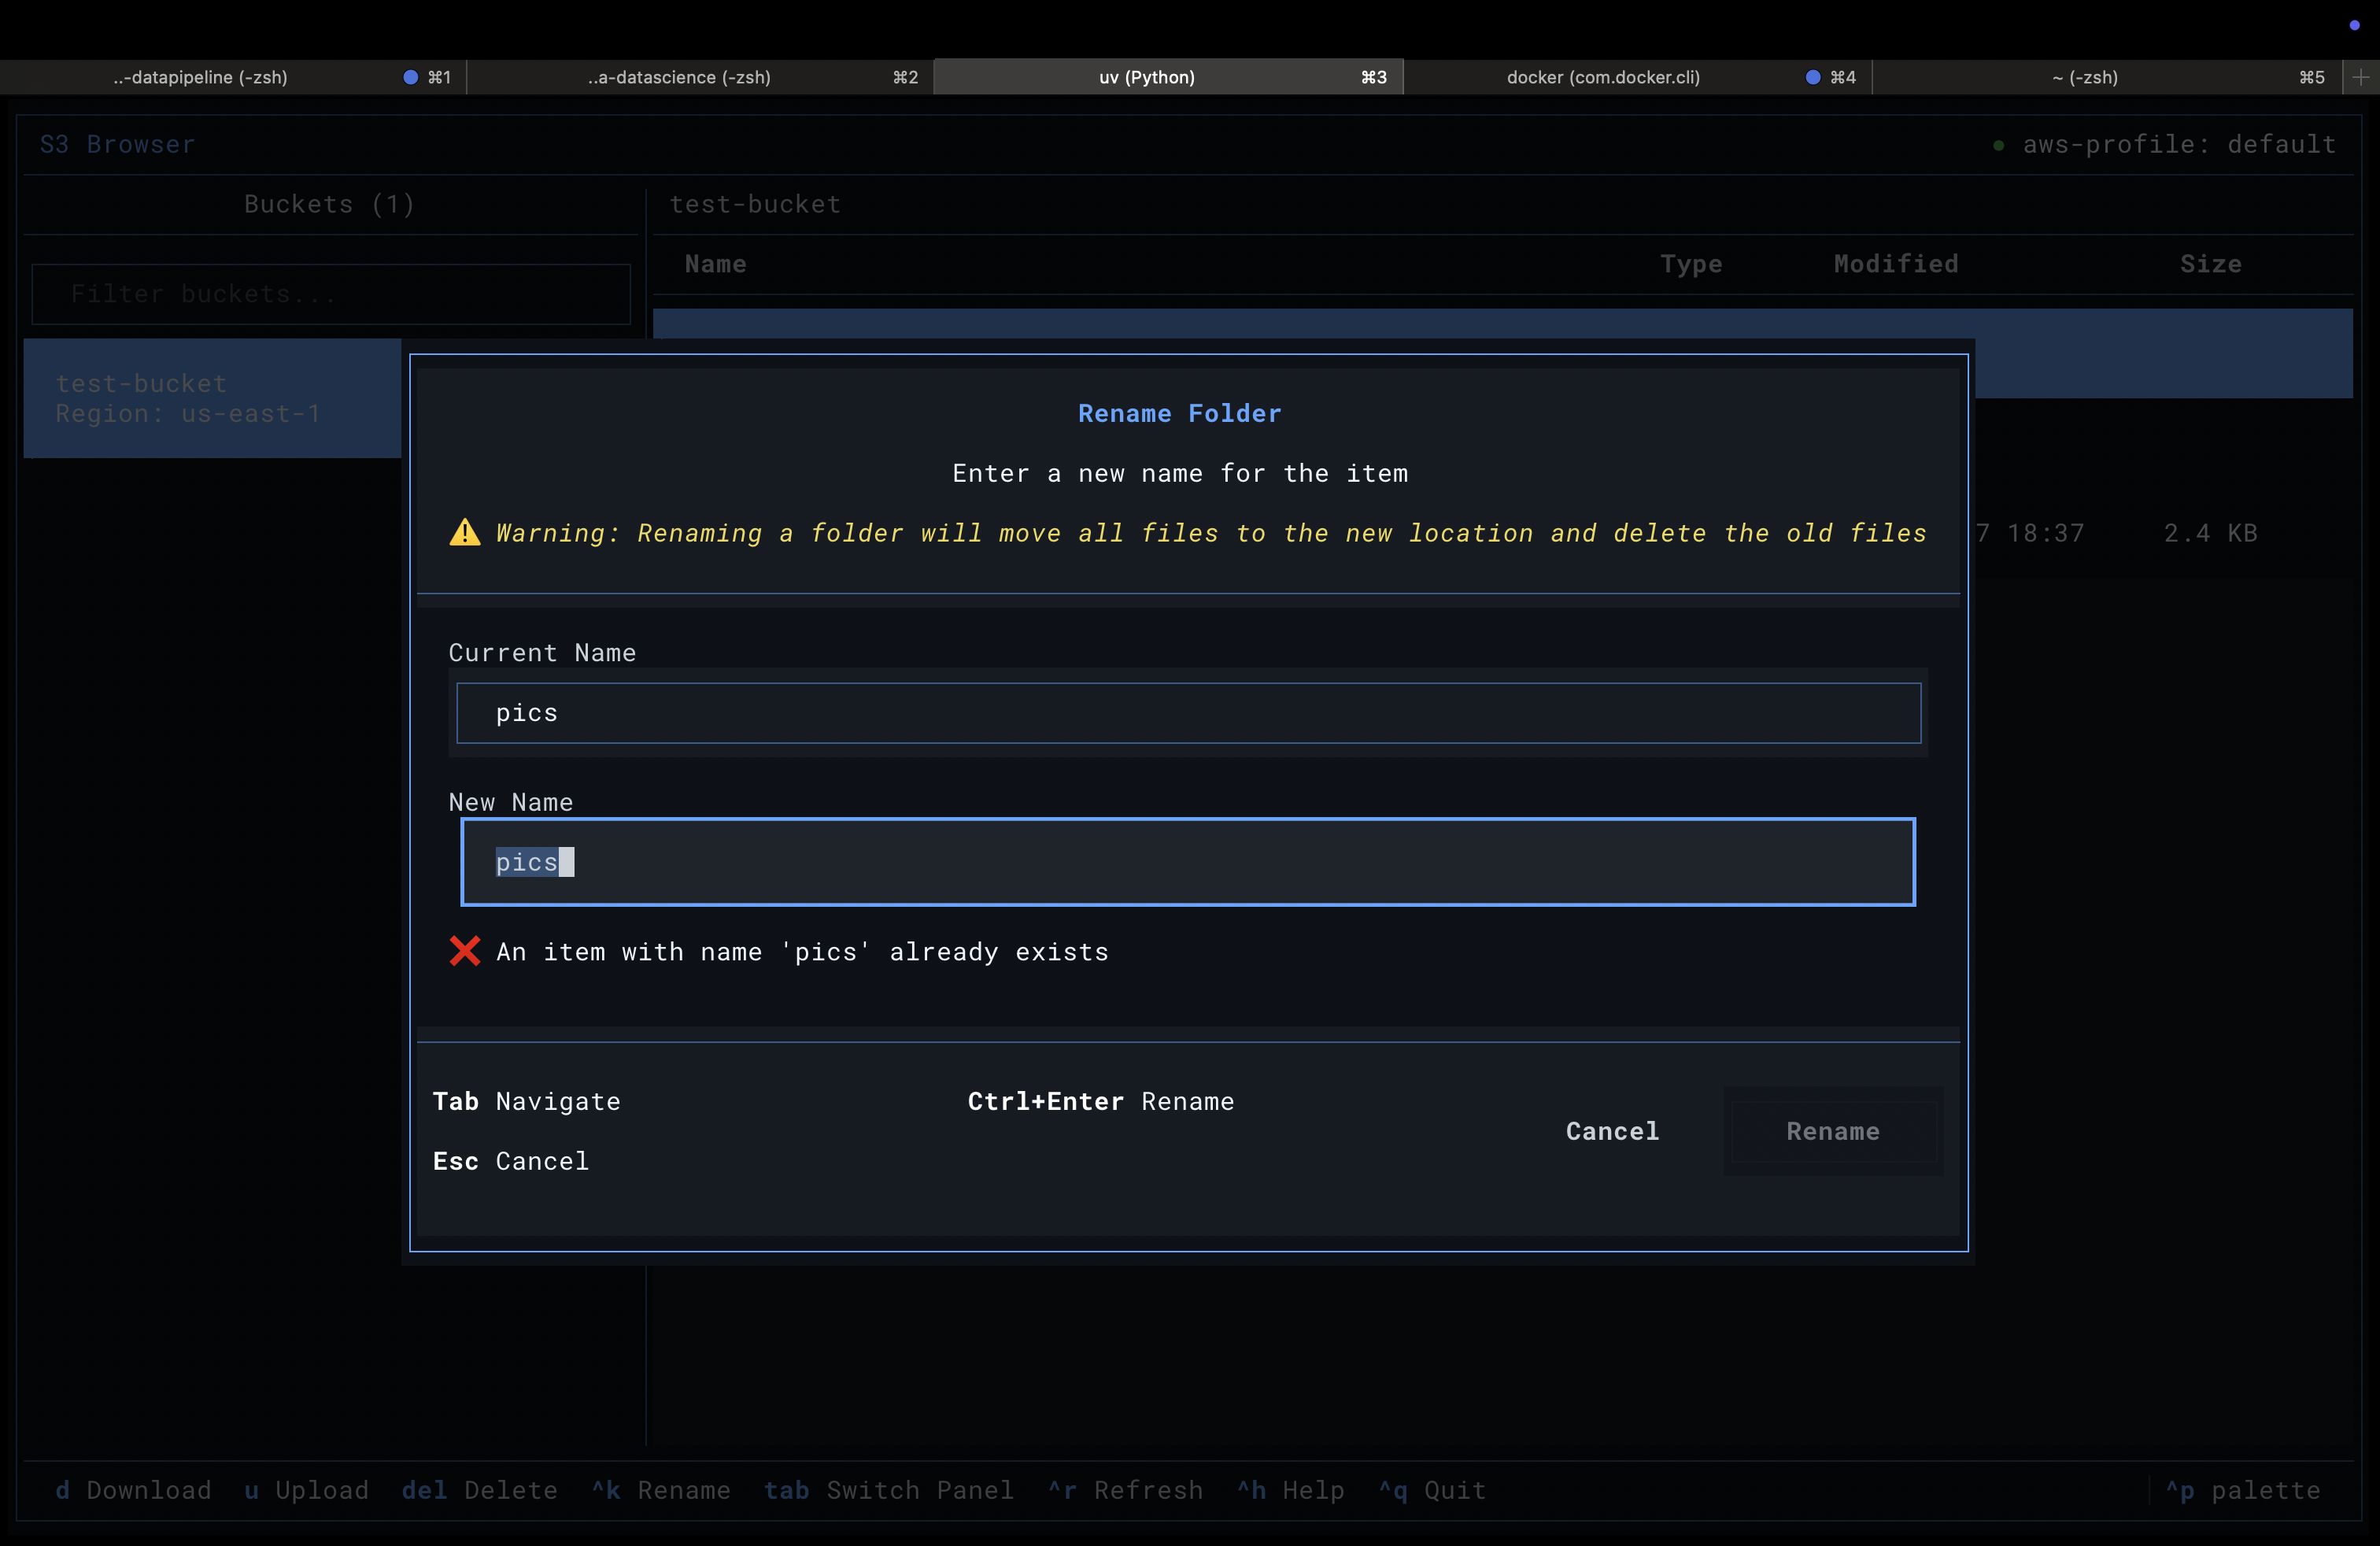 ..-datapipeline (-zsh) ⌘1 ..a-datascience (-zsh) ⌘2 uv (Python) ⌘3 docker (com.docker.cli) ⌘4 ~ (-zsh) ⌘5 +
S3 Browser aws-profile: default
Buckets (1) test-bucket
Name Type Modified Size
Filter buckets...
test-bucket
Region: us-east-1
Rename Folder
Enter a new name for the item
⚠️ Warning: Renaming a folder will move all files to the new location and delete the old files
7 18:37 2.4 KB
Current Name
pics
New Name
pics
❌ An item with name 'pics' already exists
Tab Navigate Ctrl+Enter Rename
Cancel Rename
Esc Cancel
d Download u Upload del Delete ^k Rename tab Switch Panel ^r Refresh ^h Help ^q Quit ^p palette